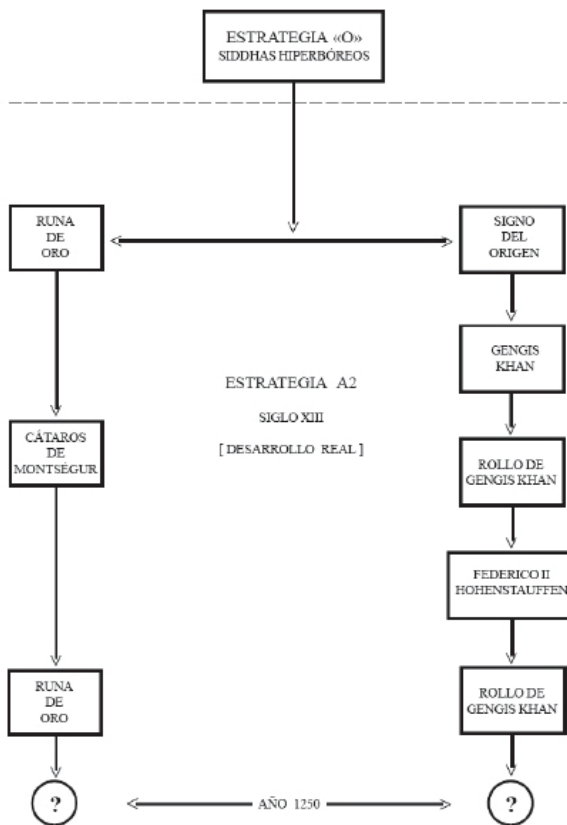 ESTRATEGIA «O»
SIDDHAS HIPERBÓREOS
RUNA
DE
ORO
SIGNO
DEL
ORIGEN
GENGIS
KHAN
ESTRATEGIA A2
SIGLO XIII
[ DESARROLLO REAL ]
CÁTAROS
DE
MONTSÉGUR
ROLLO DE
GENGIS KHAN
FEDERICO II
HOHENSTAUFFEN
RUNA
DE
ORO
ROLLO DE
GENGIS KHAN
?
AÑO 1250
?